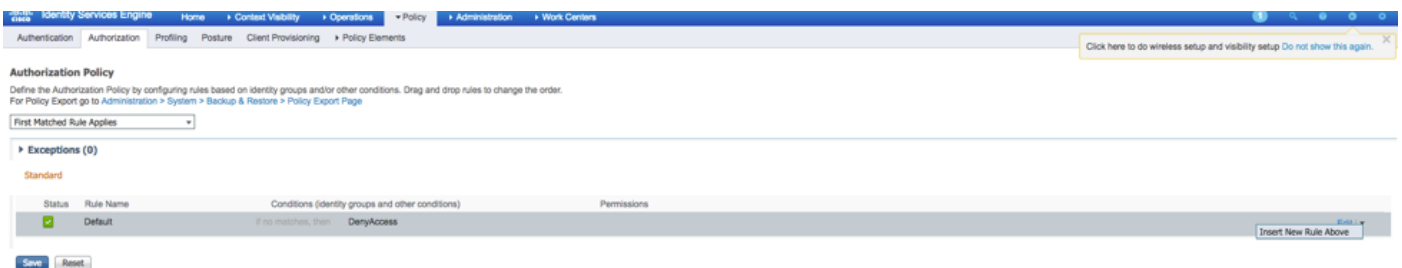 CISCO Identity Services Engine Home Context Visibility Operations Policy Administration Work Centers 1
Authentication Authorization Profiling Posture Client Provisioning Policy Elements
Click here to do wireless setup and visibility setup Do not show this again.
Authorization Policy
Define the Authorization Policy by configuring rules based on identity groups and/or other conditions. Drag and drop rules to change the order.
For Policy Export go to Administration > System > Backup & Restore > Policy Export Page
First Matched Rule Applies
Exceptions (0)
Standard
Status Rule Name Conditions (identity groups and other conditions) Permissions
Default if no matches, then DenyAccess Edit
Insert New Rule Above
Save Reset